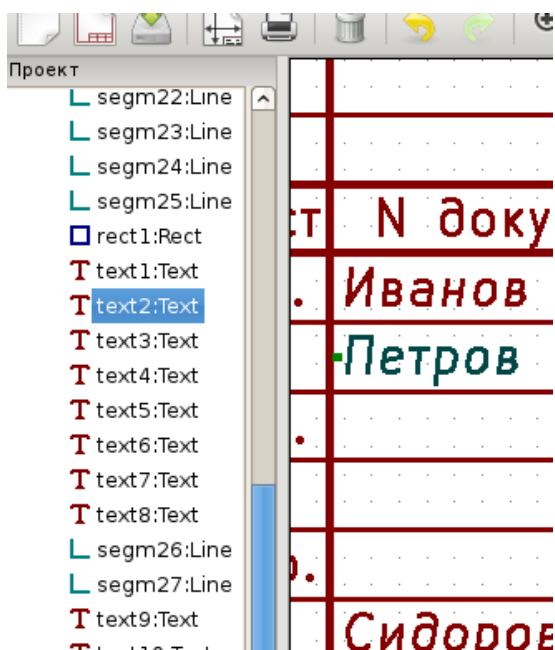 Проект
segm22:Line
segm23:Line
segm24:Line
segm25:Line
rect1:Rect
text1:Text
text2:Text
text3:Text
text4:Text
text5:Text
text6:Text
text7:Text
text8:Text
segm26:Line
segm27:Line
text9:Text
ст N доку
. Иванов
Петров
.
.
Сидоров